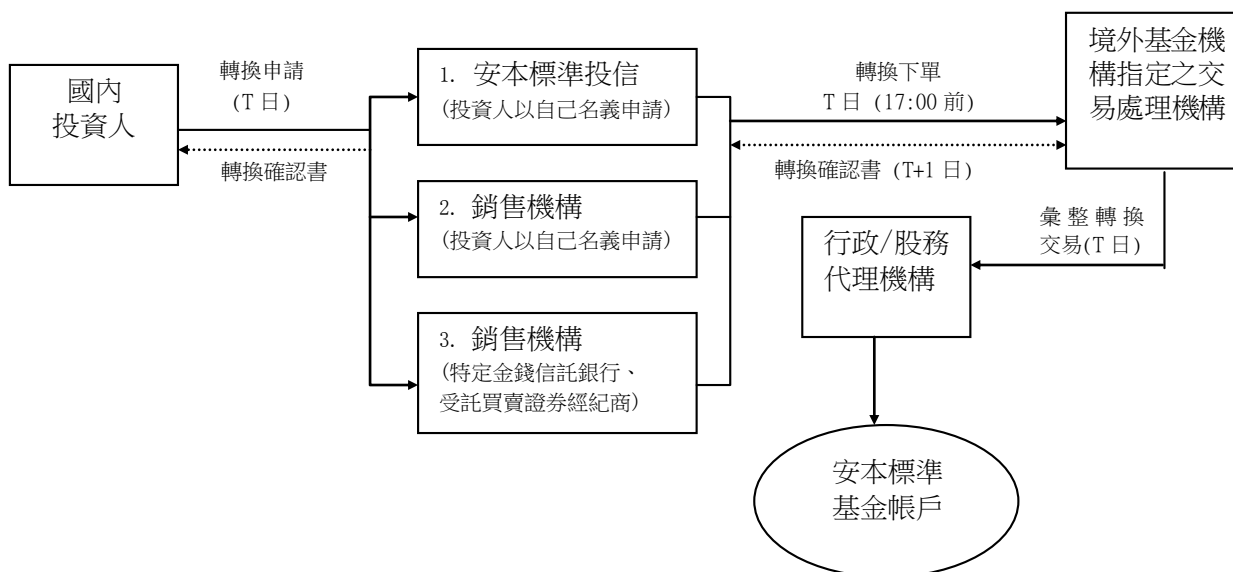 國內
投資人
轉換申請
(T 日)
轉換確認書
1. 安本標準投信
(投資人以自己名義申請)
2. 銷售機構
(投資人以自己名義申請)
3. 銷售機構
(特定金錢信託銀行、
受託買賣證券經紀商)
轉換下單
T 日 (17:00 前)
轉換確認書 (T+1 日)
境外基金機
構指定之交
易處理機構
彙整轉換
交易(T 日)
行政/股務
代理機構
安本標準
基金帳戶